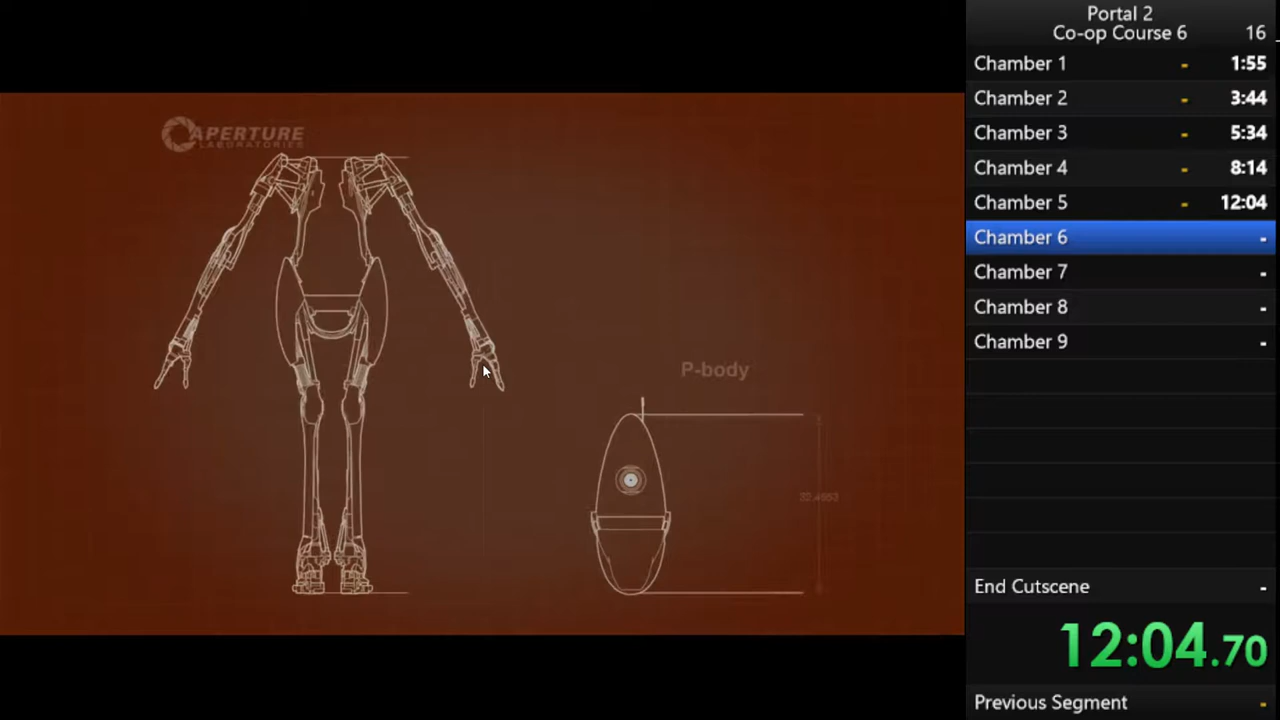 APERTURE
LABORATORIES
P-body
32.4953
Portal 2
Co-op Course 6 16
Chamber 1 - 1:55
Chamber 2 - 3:44
Chamber 3 - 5:34
Chamber 4 - 8:14
Chamber 5 - 12:04
Chamber 6 -
Chamber 7 -
Chamber 8 -
Chamber 9 -
End Cutscene -
12:04.70
Previous Segment -